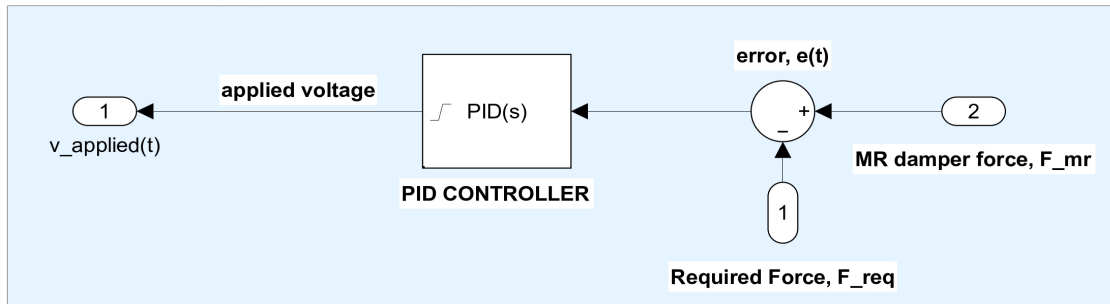 error, e(t)
applied voltage
1
PID(s)
+
2
v_applied(t)
−
MR damper force, F_mr
PID CONTROLLER
1
Required Force, F_req